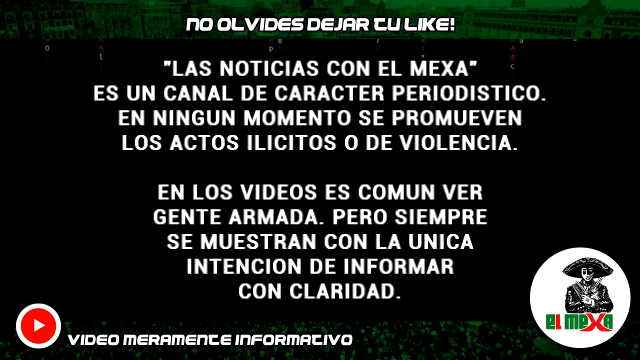 NO OLVIDES DEJAR TU LIKE!
"LAS NOTICIAS CON EL MEXA"
ES UN CANAL DE CARACTER PERIODISTICO.
EN NINGUN MOMENTO SE PROMUEVEN
LOS ACTOS ILICITOS O DE VIOLENCIA.
EN LOS VIDEOS ES COMUN VER
GENTE ARMADA. PERO SIEMPRE
SE MUESTRAN CON LA UNICA
INTENCION DE INFORMAR
CON CLARIDAD.
EL MEXA
VIDEO MERAMENTE INFORMATIVO